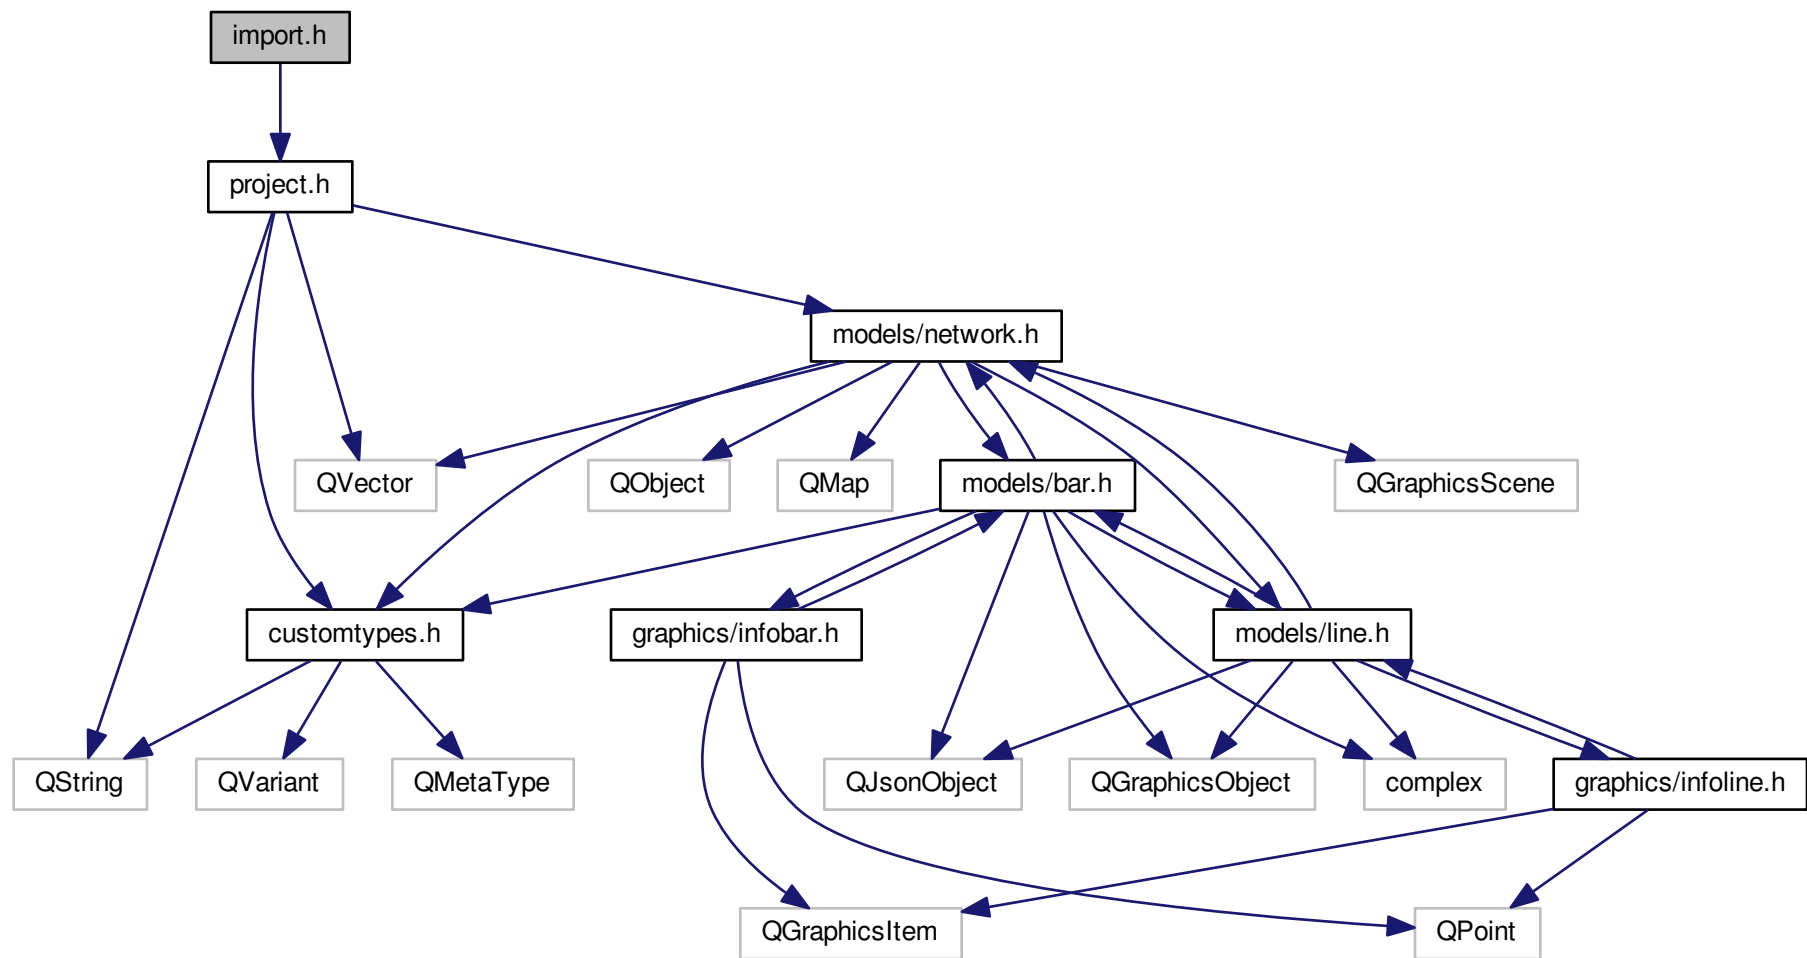 import.h
project.h
models/network.h
QVector
QObject
QMap
models/bar.h
QGraphicsScene
customtypes.h
graphics/infobar.h
models/line.h
QString
QVariant
QMetaType
QJsonObject
QGraphicsObject
complex
graphics/infoline.h
QGraphicsItem
QPoint